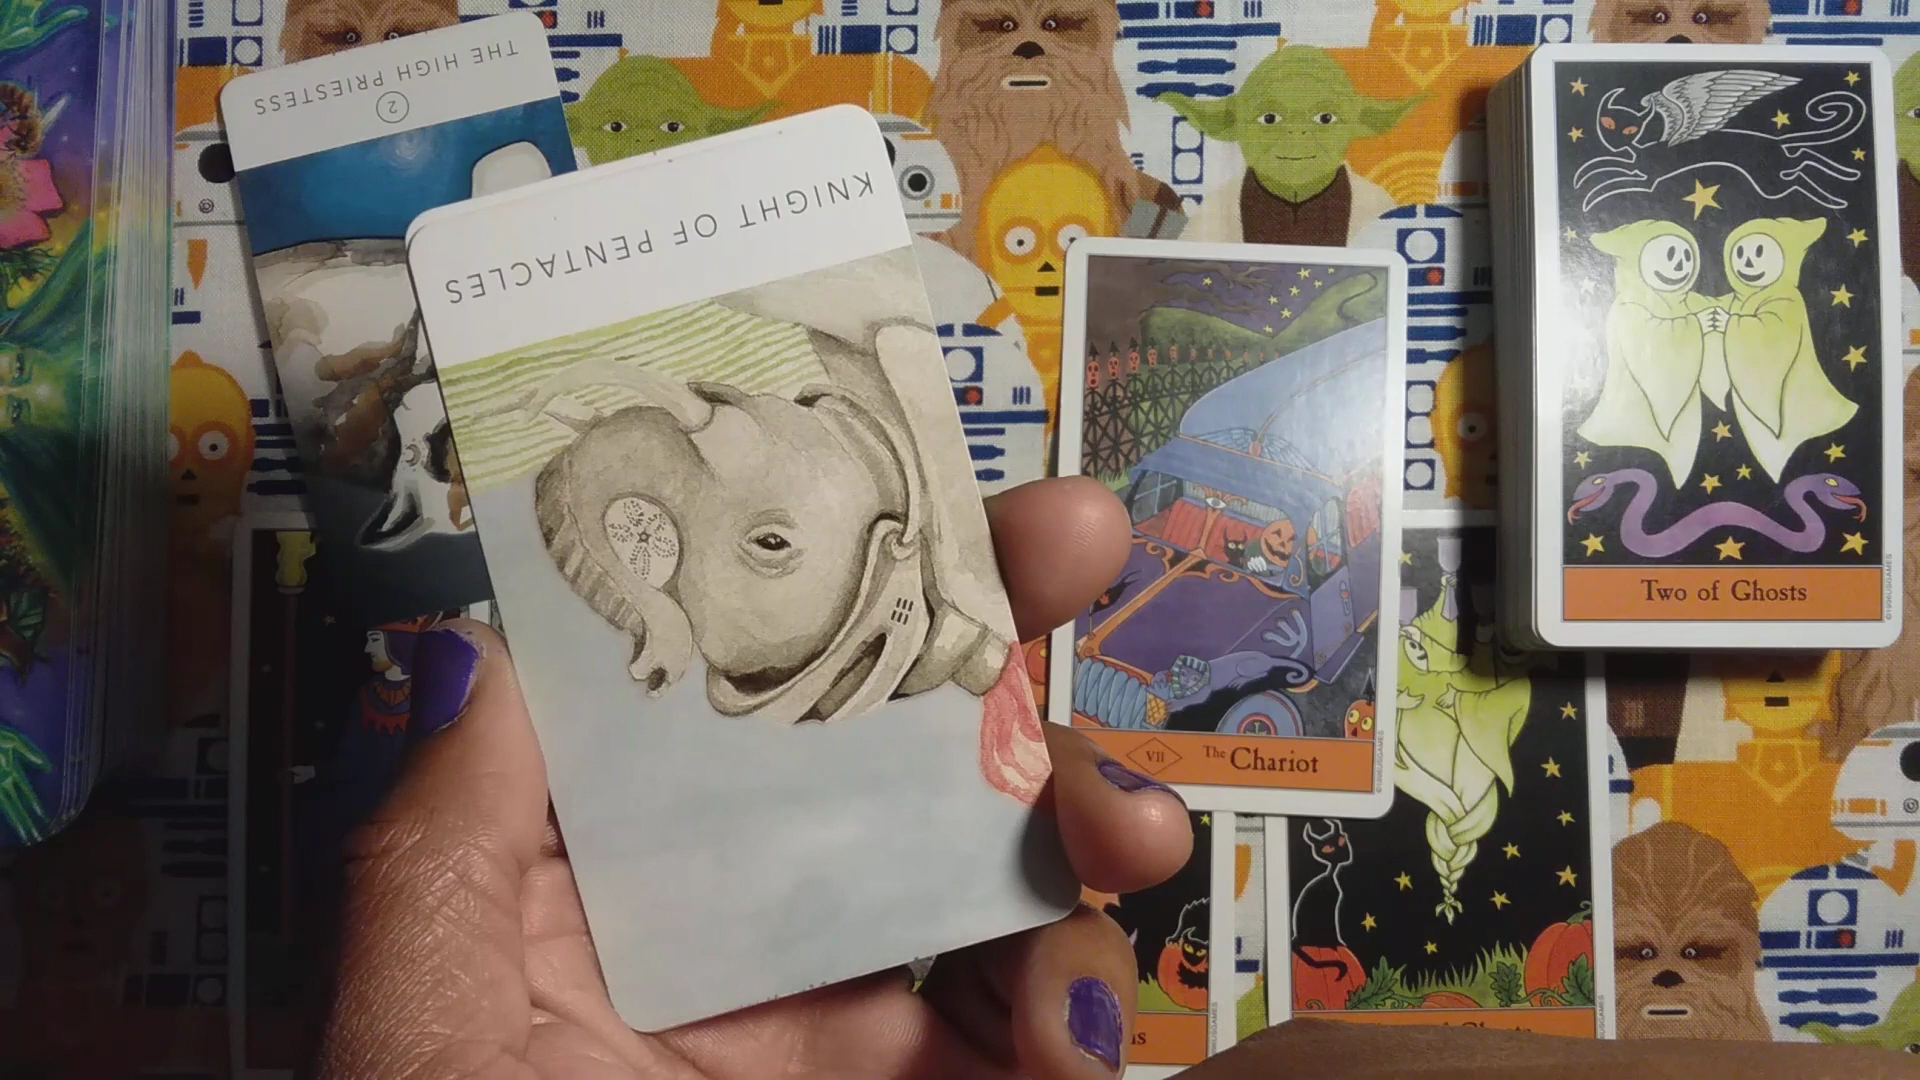 THE HIGH PRIESTESS
2
KNIGHT OF PENTACLES
VII The Chariot
Two of Ghosts